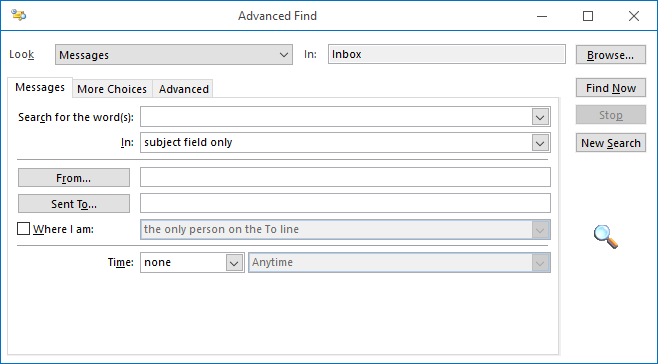 Advanced Find
Look Messages In: Inbox Browse...
Messages More Choices Advanced Find Now
Search for the word(s): Stop
In: subject field only New Search
From...
Sent To...
Where I am: the only person on the To line
Time: none Anytime